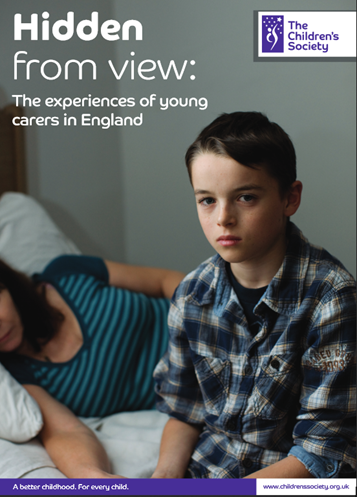 Hidden
from view:
The experiences of young
carers in England
The
Children's
Society
A better childhood. For every child.
www.childrenssociety.org.uk